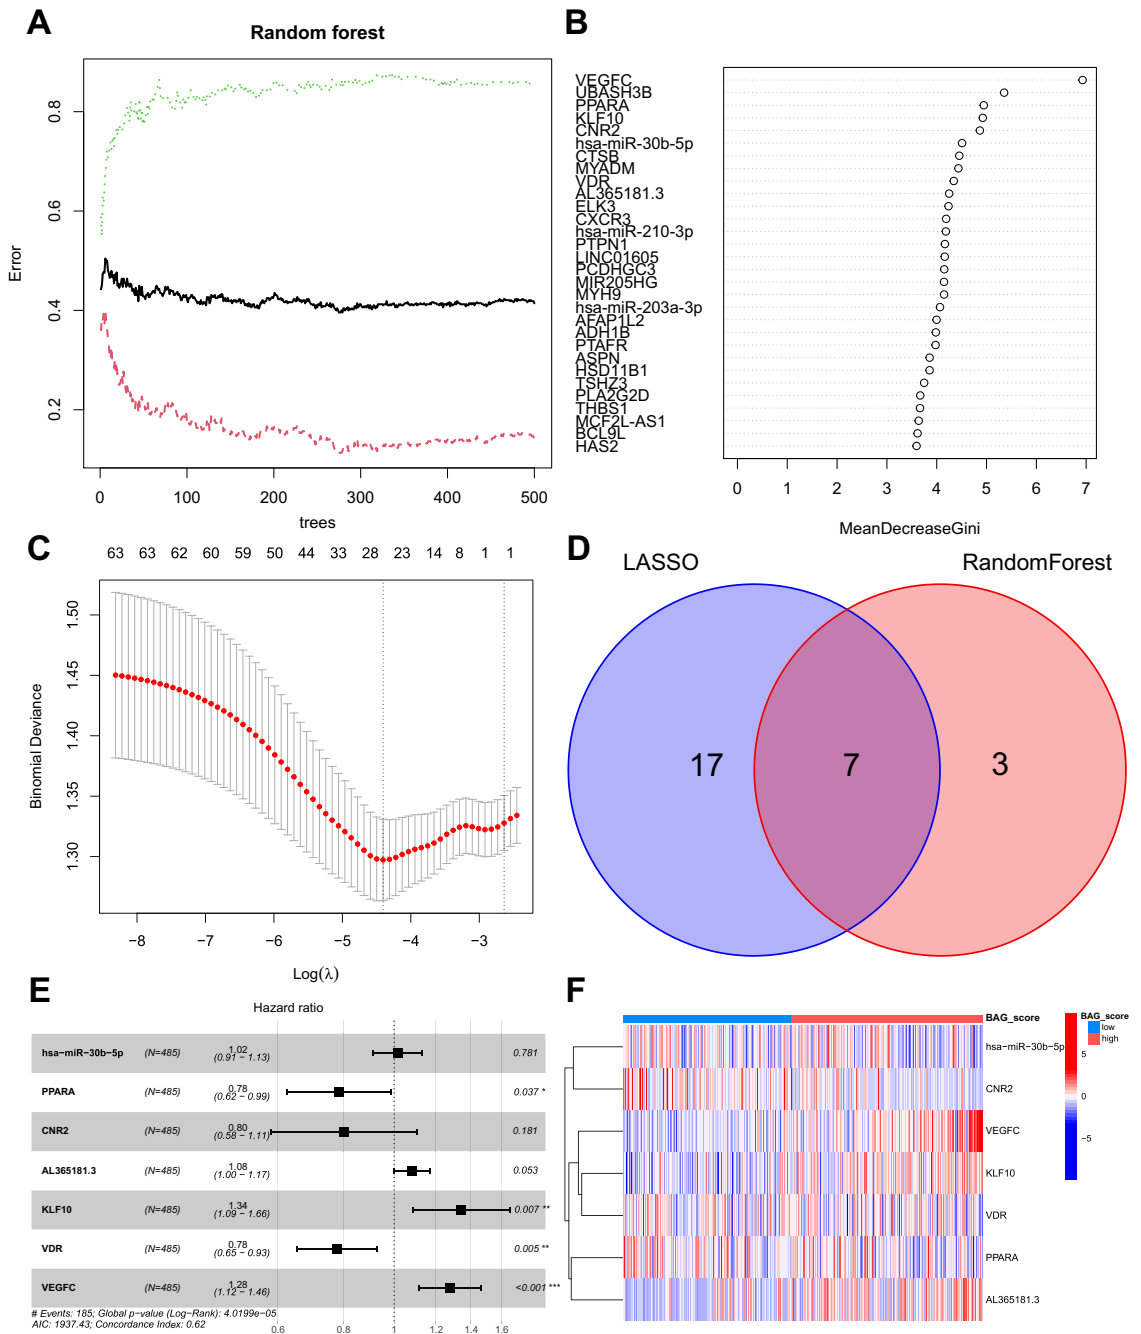 A
Random forest
Error
0.2
0.4
0.6
0.8
0
100
200
300
400
500
trees
B
VEGFC
UBASH3B
PPARA
KLF10
CNR2
hsa-miR-30b-5p
CTSB
MYADM
VDR
AL365181.3
ELK3
CXCR3
hsa-miR-210-3p
PTPN1
LINC01605
PCDHGC3
MIR205HG
MYH9
hsa-miR-203a-3p
AFAP1L2
ADH1B
PTAFR
ASPN
HSD11B1
TSHZ3
PLA2G2D
THBS1
MCF2L-AS1
BCL9L
HAS2
0 1 2 3 4 5 6 7
MeanDecreaseGini
C
63 63 62 60 59 50 44 33 28 23 14 8 1 1
Binomial Deviance
1.50
1.45
1.40
1.35
1.30
−8 −7 −6 −5 −4 −3
Log(λ)
D
LASSO
RandomForest
17
7
3
E
Hazard ratio
hsa−miR−30b−5p (N=485) 1.02 (0.91 − 1.13) 0.781
PPARA (N=485) 0.78 (0.62 − 0.99) 0.037 *
CNR2 (N=485) 0.80 (0.58 − 1.11) 0.181
AL365181.3 (N=485) 1.08 (1.00 − 1.17) 0.053
KLF10 (N=485) 1.34 (1.09 − 1.66) 0.007 **
VDR (N=485) 0.78 (0.65 − 0.93) 0.005 **
VEGFC (N=485) 1.28 (1.12 − 1.46) <0.001 ***
# Events: 185; Global p−value (Log−Rank): 4.0199e−05
AIC: 1937.43; Concordance Index: 0.62
0.6 0.8 1 1.2 1.4 1.6
F
BAG_score
hsa−miR−30b−5p
CNR2
VEGFC
KLF10
VDR
PPARA
AL365181.3
5
−5
BAG_score
low
high